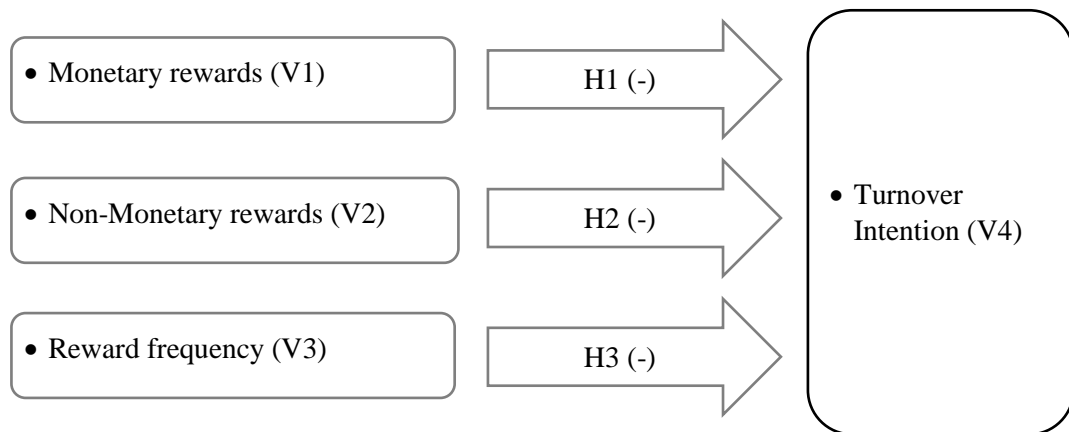 • Monetary rewards (V1)
H1 (-)
• Non-Monetary rewards (V2)
H2 (-)
• Reward frequency (V3)
H3 (-)
• Turnover
Intention (V4)